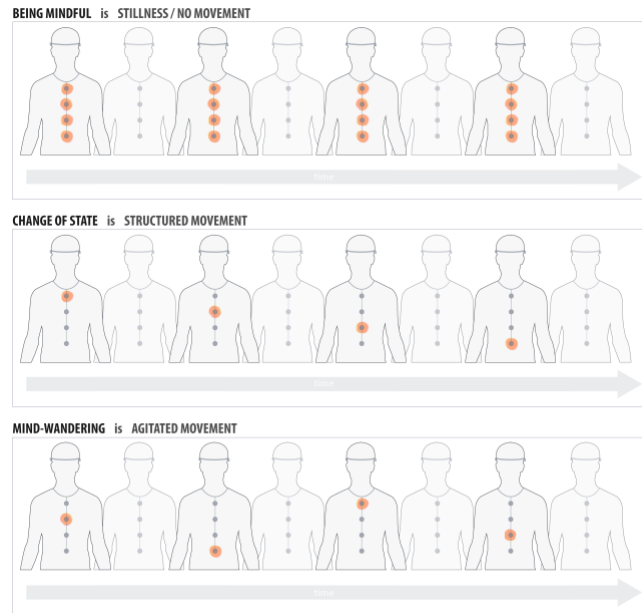 BEING MINDFUL is STILLNESS / NO MOVEMENT
time
CHANGE OF STATE is STRUCTURED MOVEMENT
time
MIND-WANDERING is AGITATED MOVEMENT
time